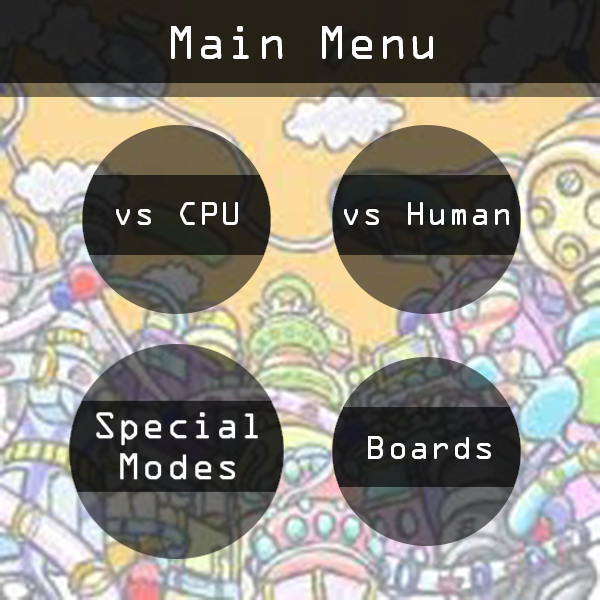 Main Menu
vs CPU
vs Human
Special
Modes
Boards